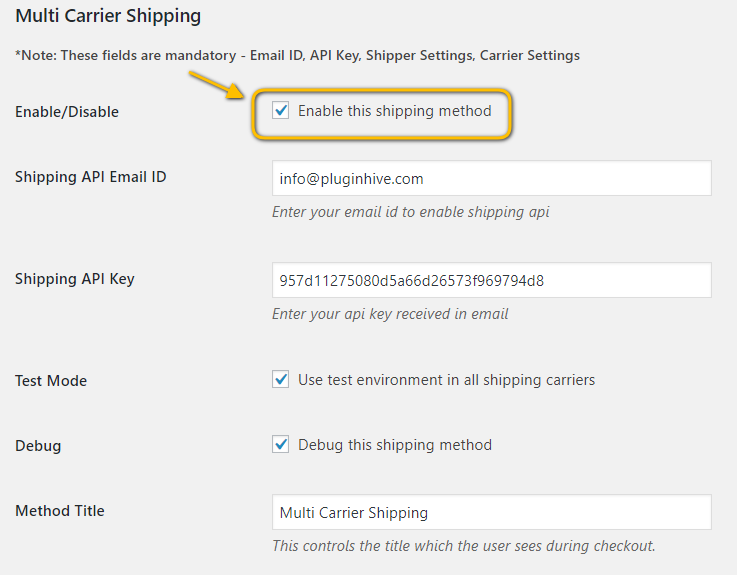 Multi Carrier Shipping
*Note: These fields are mandatory - Email ID, API Key, Shipper Settings, Carrier Settings
Enable/Disable
Enable this shipping method
Shipping API Email ID
info@pluginhive.com
Enter your email id to enable shipping api
Shipping API Key
957d11275080d5a66d26573f969794d8
Enter your api key received in email
Test Mode
Use test environment in all shipping carriers
Debug
Debug this shipping method
Method Title
Multi Carrier Shipping
This controls the title which the user sees during checkout.